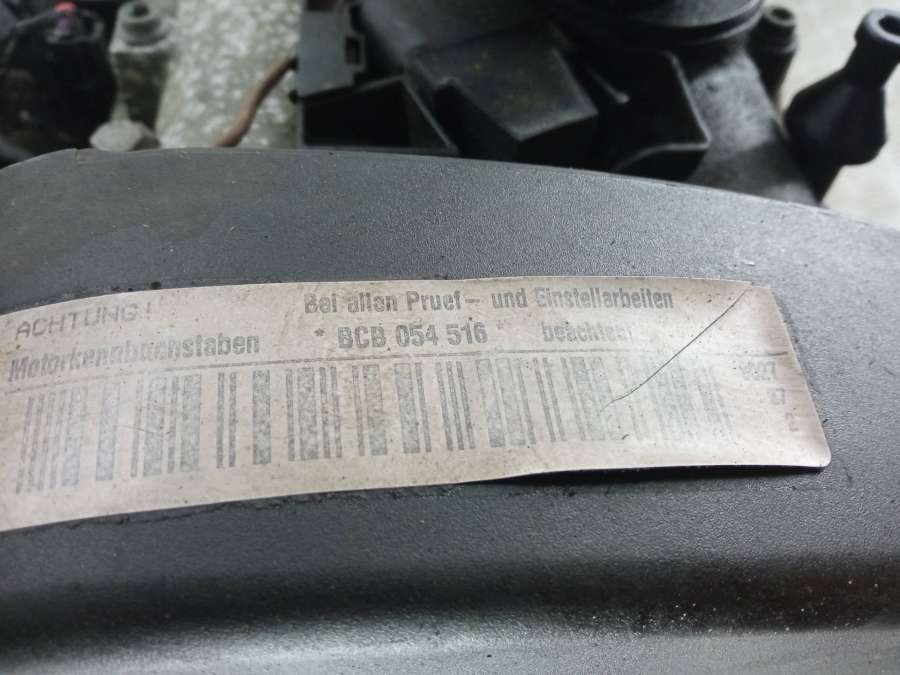 ACHTUNG! Bei allen Pruef- und Einstellarbeiten
Motorkennbuchstaben * BCB 054 516 * beachten!